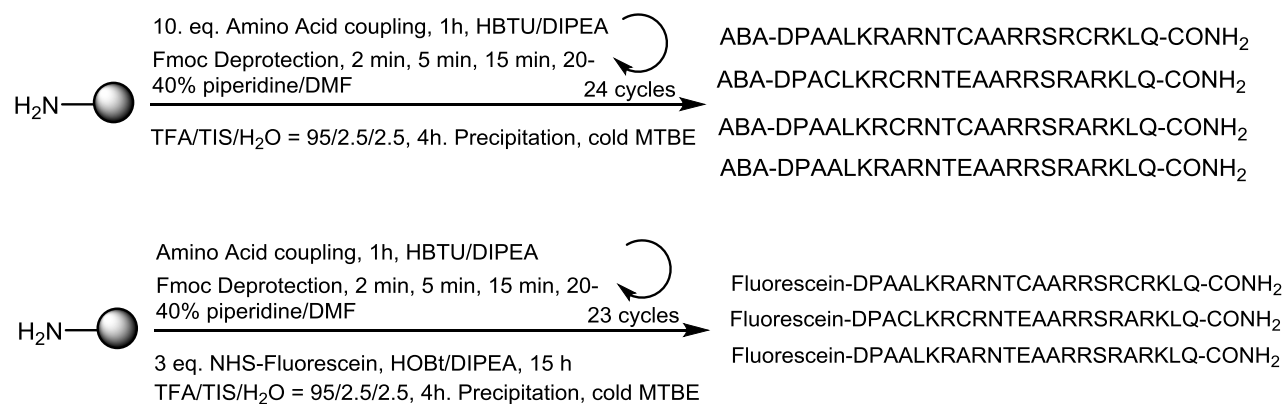 10. eq. Amino Acid coupling, 1h, HBTU/DIPEA
Fmoc Deprotection, 2 min, 5 min, 15 min, 20-
40% piperidine/DMF
24 cycles
H₂N
TFA/TIS/H₂O = 95/2.5/2.5, 4h. Precipitation, cold MTBE
ABA-DPAALKRARNTCAARRSRCRKLQ-CONH₂
ABA-DPACLKRCRNTEAARRSRARKLQ-CONH₂
ABA-DPAALKRCRNTCAARRSRARKLQ-CONH₂
ABA-DPAALKRARNTEAARRSRARKLQ-CONH₂
Amino Acid coupling, 1h, HBTU/DIPEA
Fmoc Deprotection, 2 min, 5 min, 15 min, 20-
40% piperidine/DMF
23 cycles
H₂N
3 eq. NHS-Fluorescein, HOBt/DIPEA, 15 h
TFA/TIS/H₂O = 95/2.5/2.5, 4h. Precipitation, cold MTBE
Fluorescein-DPAALKRARNTCAARRSRCRKLQ-CONH₂
Fluorescein-DPACLKRCRNTEAARRSRARKLQ-CONH₂
Fluorescein-DPAALKRARNTEAARRSRARKLQ-CONH₂